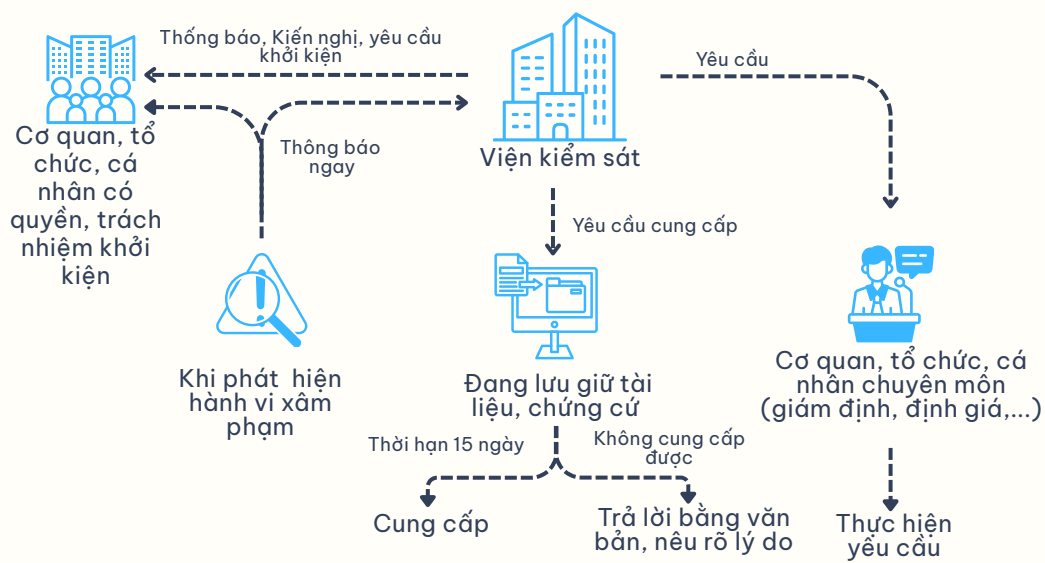 Thống báo, Kiến nghị, yêu cầu
khởi kiện
Yêu cầu
Cơ quan, tổ
chức, cá
nhân có
quyền, trách
nhiệm khởi
kiện
Thông báo
ngay
Viện kiểm sát
Yêu cầu cung cấp
Khi phát hiện
hành vi xâm
phạm
Đang lưu giữ tài
liệu, chứng cứ
Cơ quan, tổ chức, cá
nhân chuyên môn
(giám định, định giá,...)
Thời hạn 15 ngày
Không cung cấp
được
Cung cấp
Trả lời bằng văn
bản, nêu rõ lý do
Thực hiện
yêu cầu